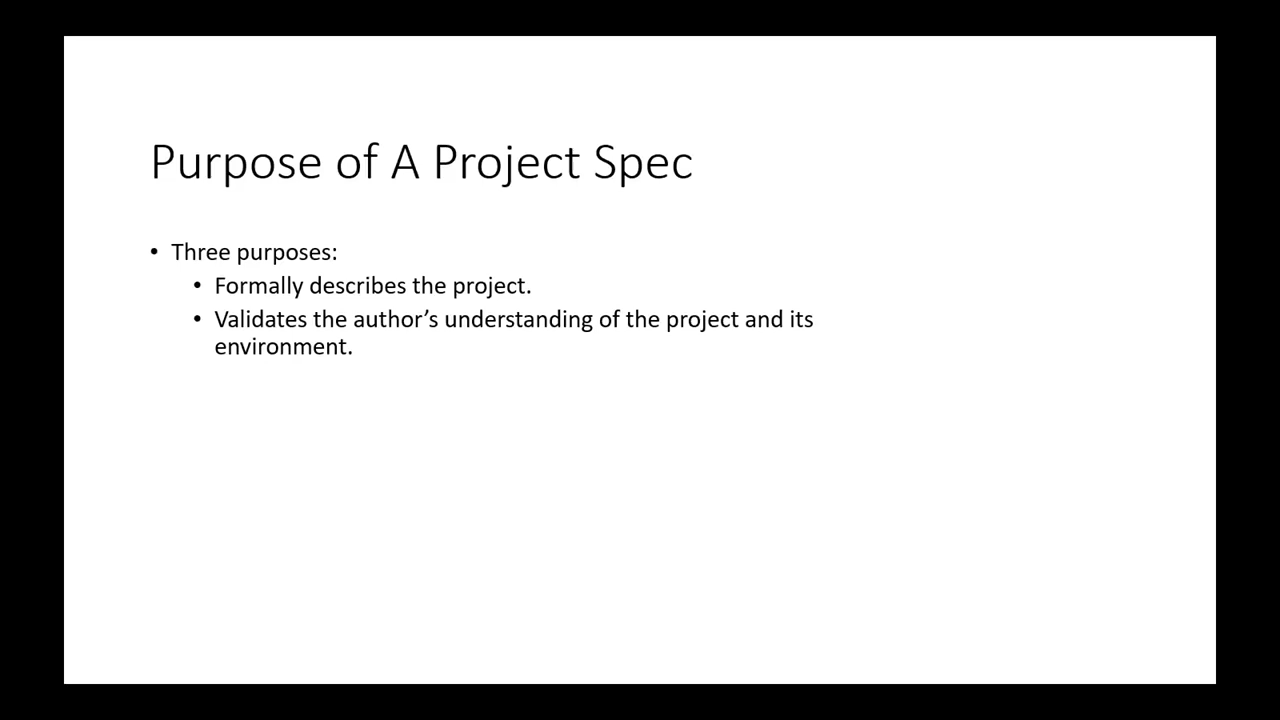 Purpose of A Project Spec
• Three purposes:
• Formally describes the project.
• Validates the author’s understanding of the project and its
environment.